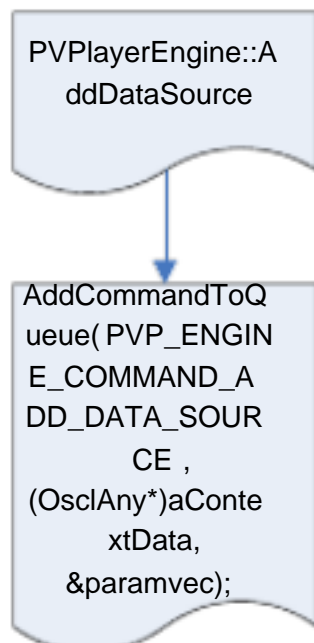 PVPlayerEngine::A
ddDataSource
AddCommandToQ
ueue( PVP_ENGIN
E_COMMAND_A
DD_DATA_SOUR
CE ,
(OsclAny*)aConte
xtData,
&paramvec);